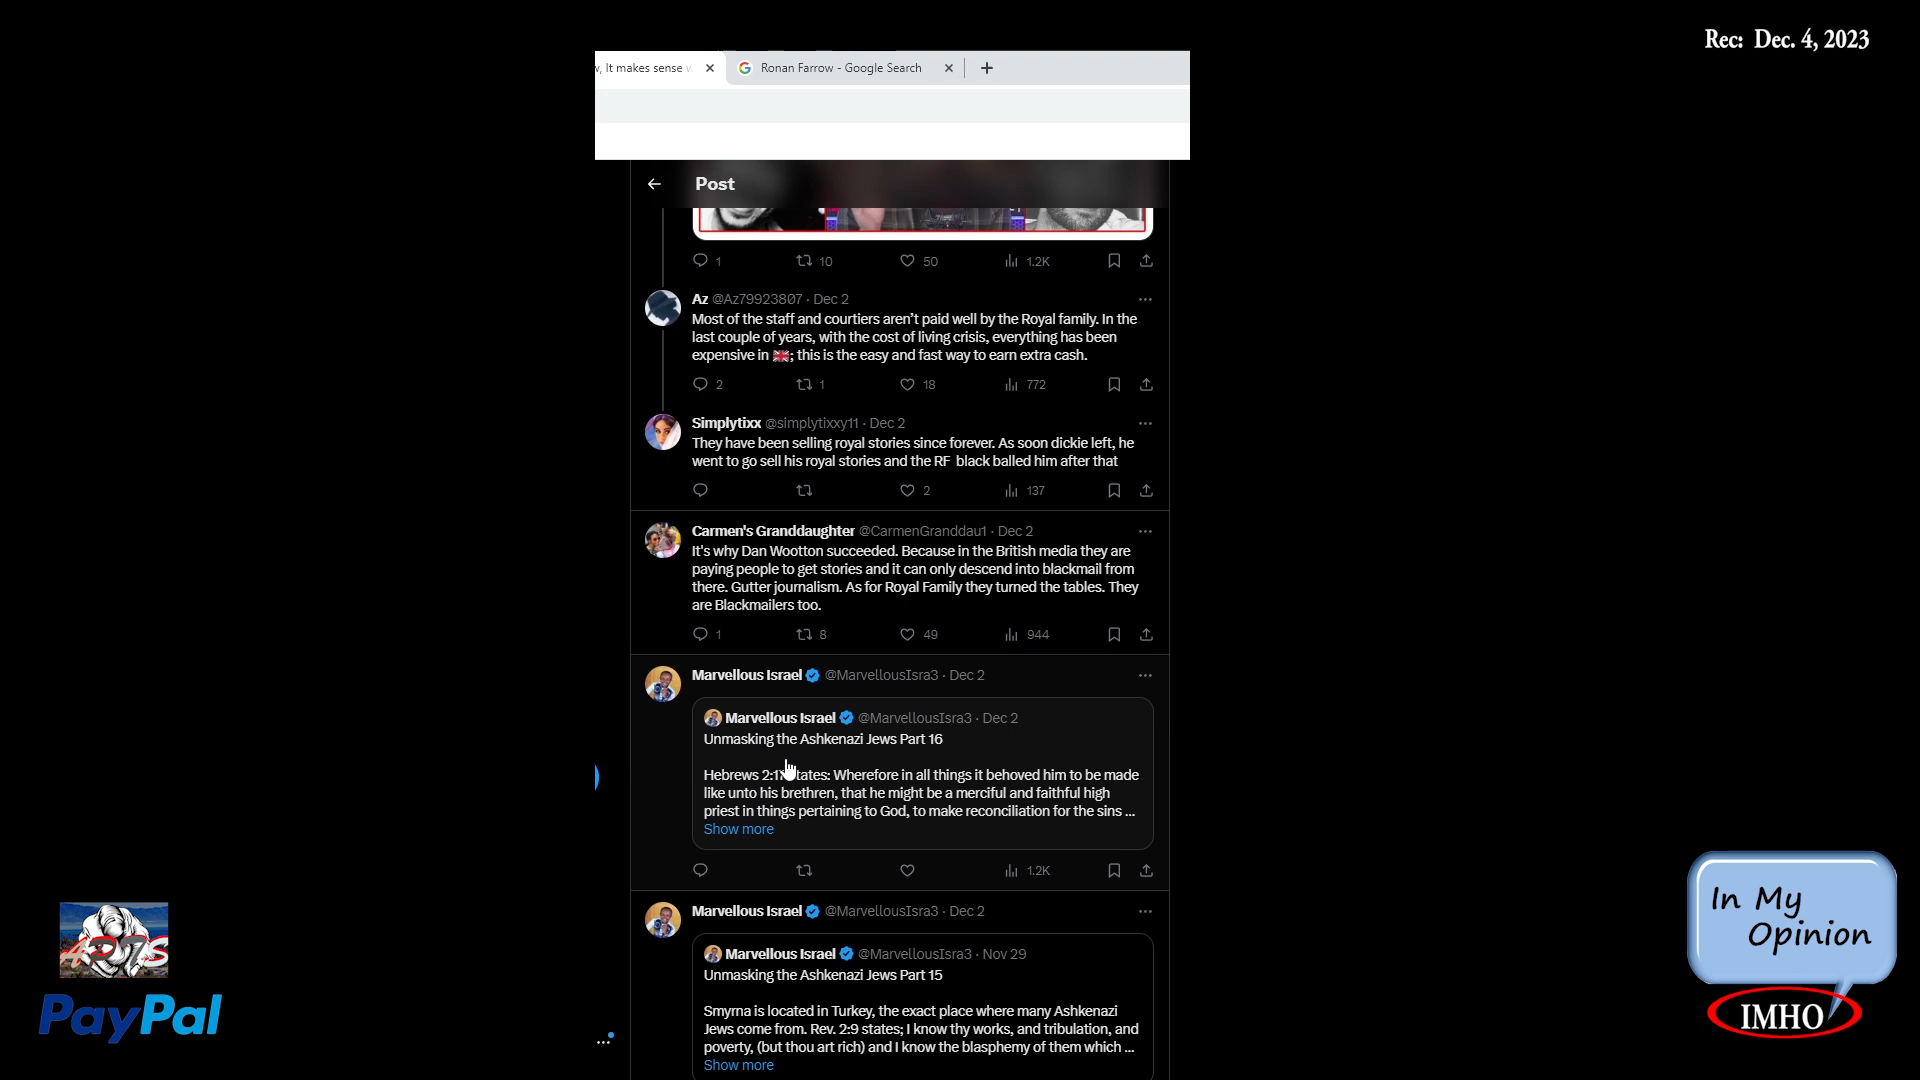 Rec: Dec. 4, 2023
w, It makes sense w
Ronan Farrow - Google Search
Post
1 10 50 1.2K
Az @Az79923807 · Dec 2
Most of the staff and courtiers aren't paid well by the Royal family. In the
last couple of years, with the cost of living crisis, everything has been
expensive in 🇬🇧; this is the easy and fast way to earn extra cash.
2 1 18 772
Simplytixx @simplytixxy11 · Dec 2
They have been selling royal stories since forever. As soon dickie left, he
went to go sell his royal stories and the RF black balled him after that
2 137
Carmen's Granddaughter @CarmenGranddau1 · Dec 2
It's why Dan Wootton succeeded. Because in the British media they are
paying people to get stories and it can only descend into blackmail from
there. Gutter journalism. As for Royal Family they turned the tables. They
are Blackmailers too.
1 8 49 944
Marvellous Israel @MarvellousIsra3 · Dec 2
Marvellous Israel @MarvellousIsra3 · Dec 2
Unmasking the Ashkenazi Jews Part 16
Hebrews 2:17 states: Wherefore in all things it behoved him to be made
like unto his brethren, that he might be a merciful and faithful high
priest in things pertaining to God, to make reconciliation for the sins ...
Show more
1.2K
Marvellous Israel @MarvellousIsra3 · Dec 2
Marvellous Israel @MarvellousIsra3 · Nov 29
Unmasking the Ashkenazi Jews Part 15
Smyrna is located in Turkey, the exact place where many Ashkenazi
Jews come from. Rev. 2:9 states; I know thy works, and tribulation, and
poverty, (but thou art rich) and I know the blasphemy of them which ...
Show more
PayPal
In My
Opinion
IMHO